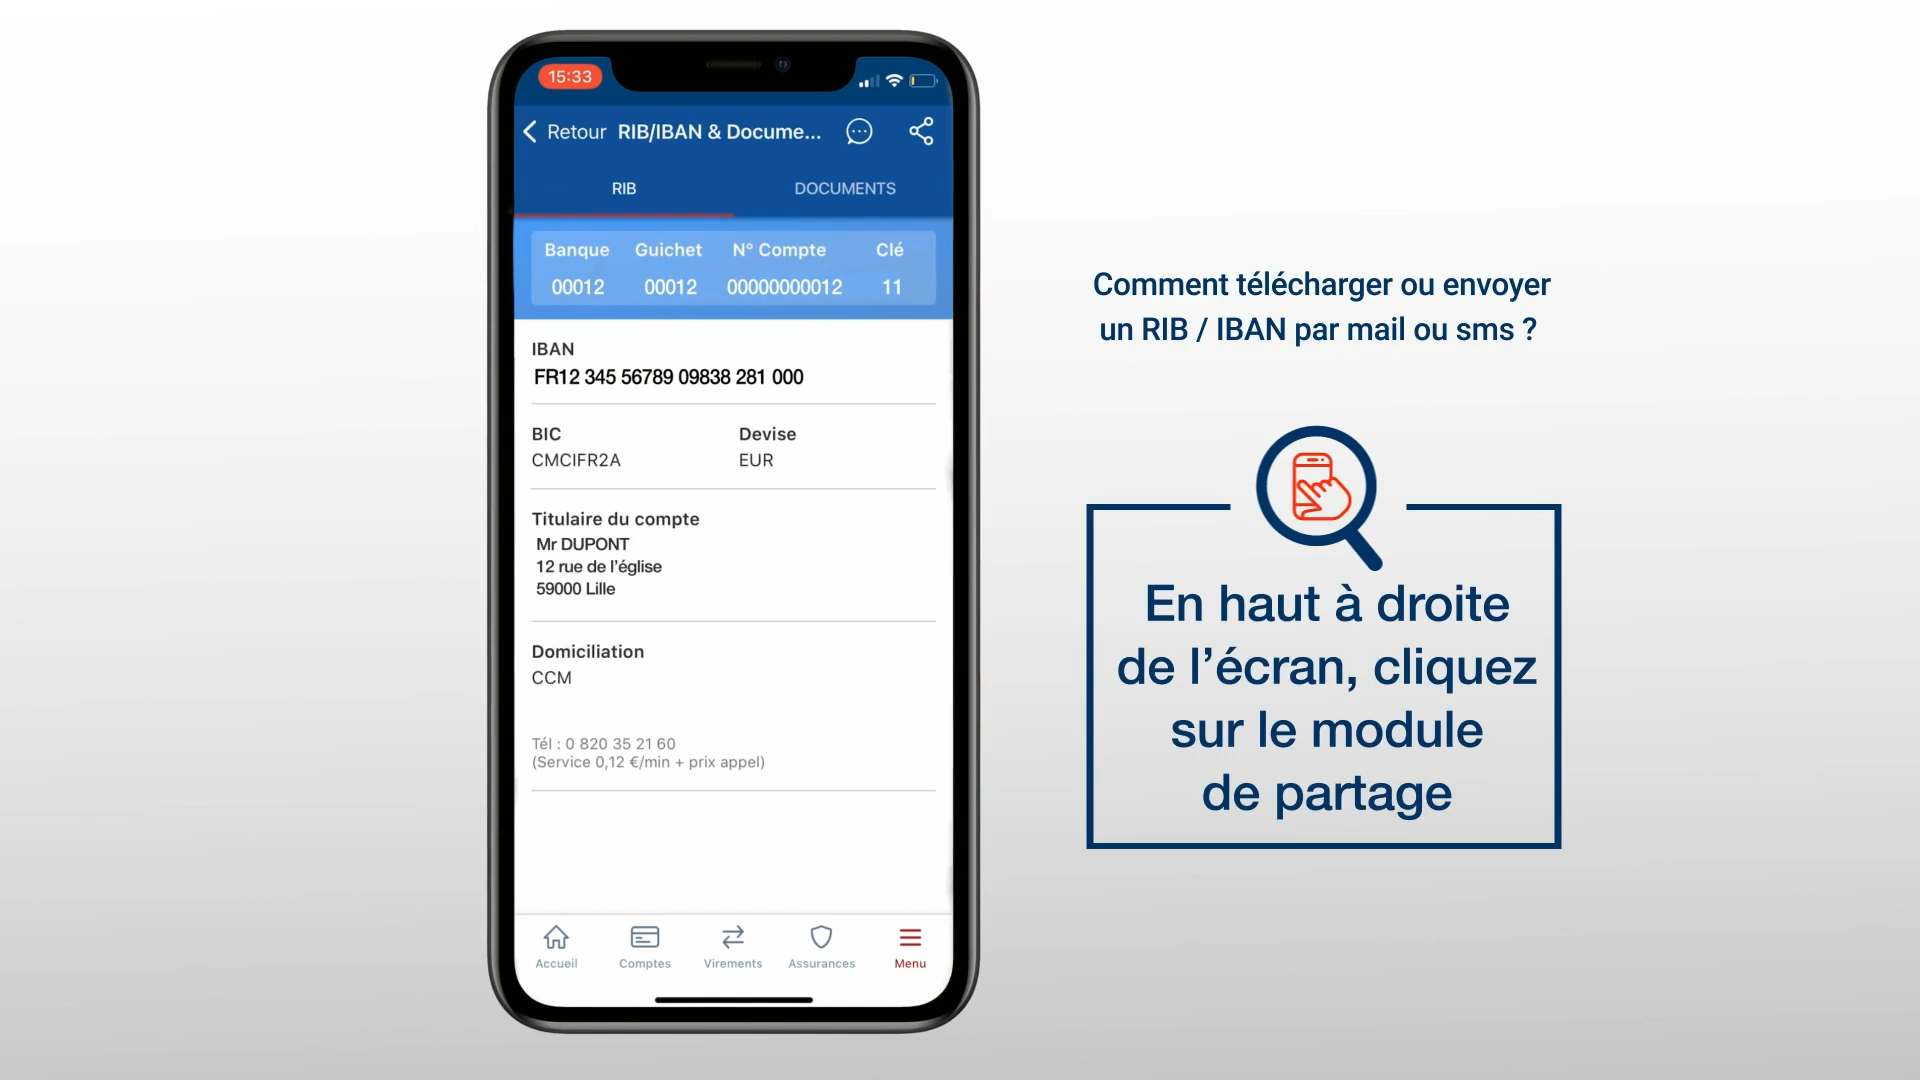 15:33
Retour RIB/IBAN & Docume...
RIB DOCUMENTS
Banque Guichet N° Compte Clé
00012 00012 00000000012 11
IBAN
FR12 345 56789 09838 281 000
BIC Devise
CMCIFR2A EUR
Titulaire du compte
Mr DUPONT
12 rue de l'église
59000 Lille
Domiciliation
CCM
Tél : 0 820 35 21 60
(Service 0,12 €/min + prix appel)
Accueil Comptes Virements Assurances Menu
Comment télécharger ou envoyer
un RIB / IBAN par mail ou sms ?
En haut à droite
de l'écran, cliquez
sur le module
de partage